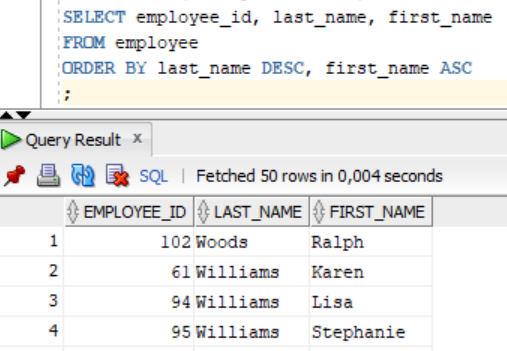 SELECT employee_id, last_name, first_name
FROM employee
ORDER BY last_name DESC, first_name ASC
;
Query Result x
SQL | Fetched 50 rows in 0,004 seconds
EMPLOYEE_ID LAST_NAME FIRST_NAME
1 102 Woods Ralph
2 61 Williams Karen
3 94 Williams Lisa
4 95 Williams Stephanie